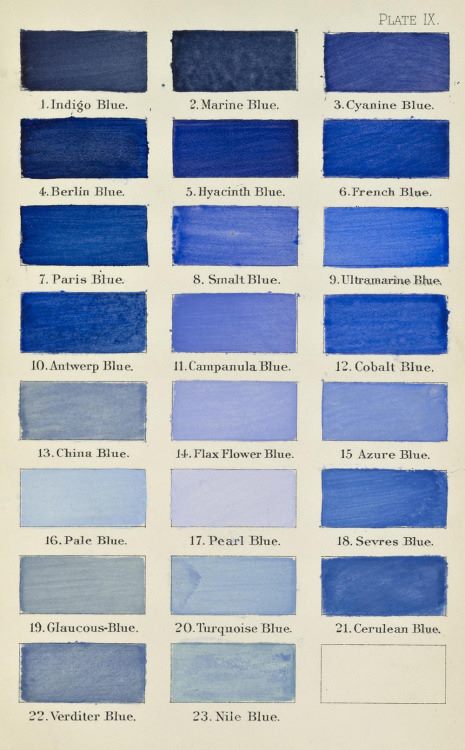 PLATE IX.
1. Indigo Blue. 2. Marine Blue. 3. Cyanine Blue.
4. Berlin Blue. 5. Hyacinth Blue. 6. French Blue.
7. Paris Blue. 8. Smalt Blue. 9. Ultramarine Blue.
10. Antwerp Blue. 11. Campanula Blue. 12. Cobalt Blue.
13. China Blue. 14. Flax Flower Blue. 15 Azure Blue.
16. Pale Blue. 17. Pearl Blue. 18. Sevres Blue.
19. Glaucous-Blue. 20. Turquoise Blue. 21. Cerulean Blue.
22. Verditer Blue. 23. Nile Blue.